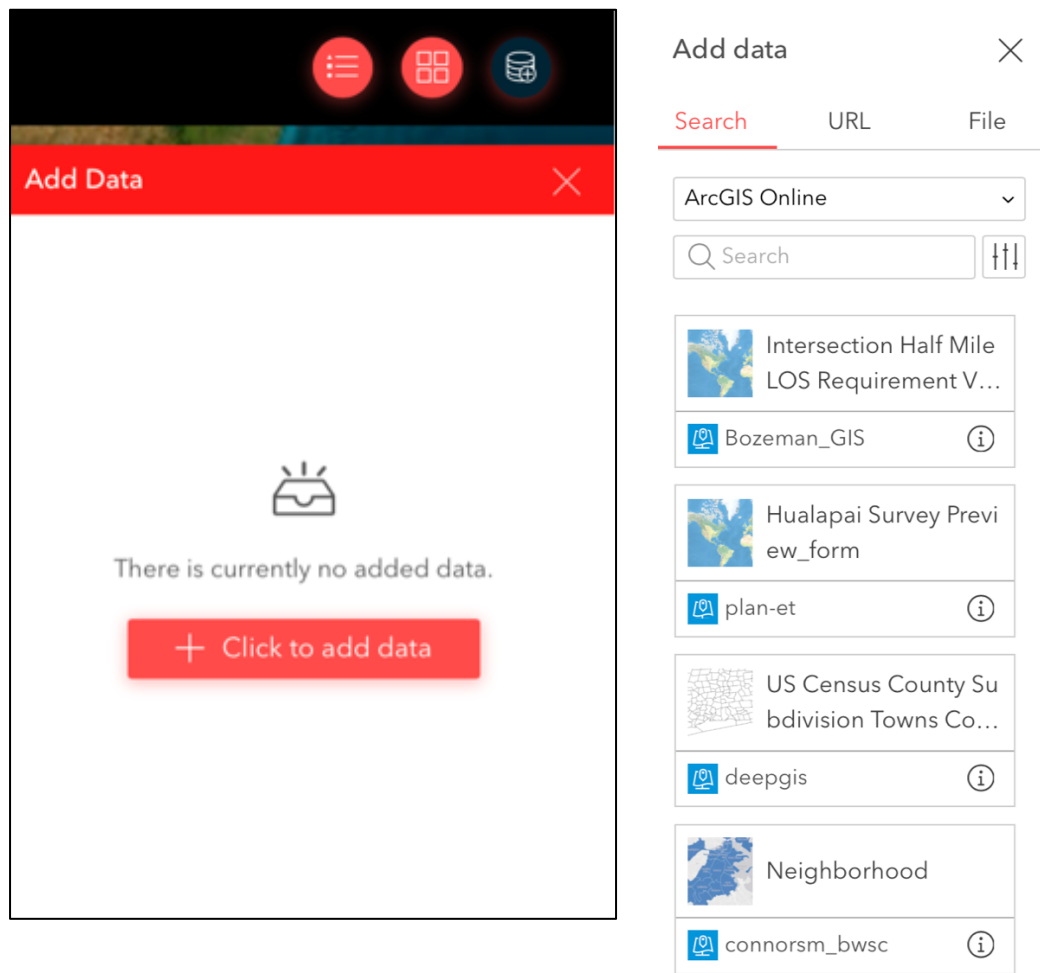 Add Data
There is currently no added data.
Click to add data
Add data
Search URL File
ArcGIS Online
Search
Intersection Half Mile
LOS Requirement V...
Bozeman_GIS
Hualapai Survey Previ
ew_form
plan-et
US Census County Su
bdivision Towns Co...
deepgis
Neighborhood
connorsm_bwsc